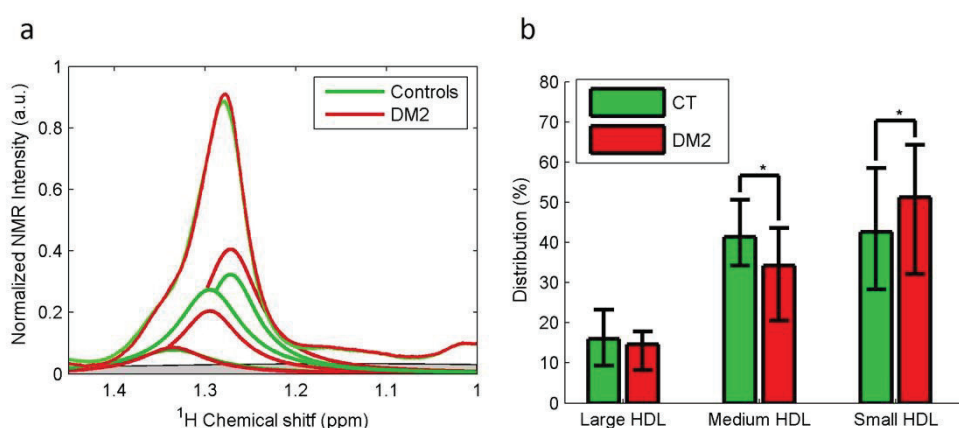 a
Normalized NMR Intensity (a.u.)
1
0.8
0.6
0.4
0.2
0
Controls
DM2
1.4
1.3
1.2
1.1
1
¹H Chemical shitf (ppm)
b
Distribution (%)
80
70
60
50
40
30
20
10
0
CT
DM2
*
*
Large HDL
Medium HDL
Small HDL